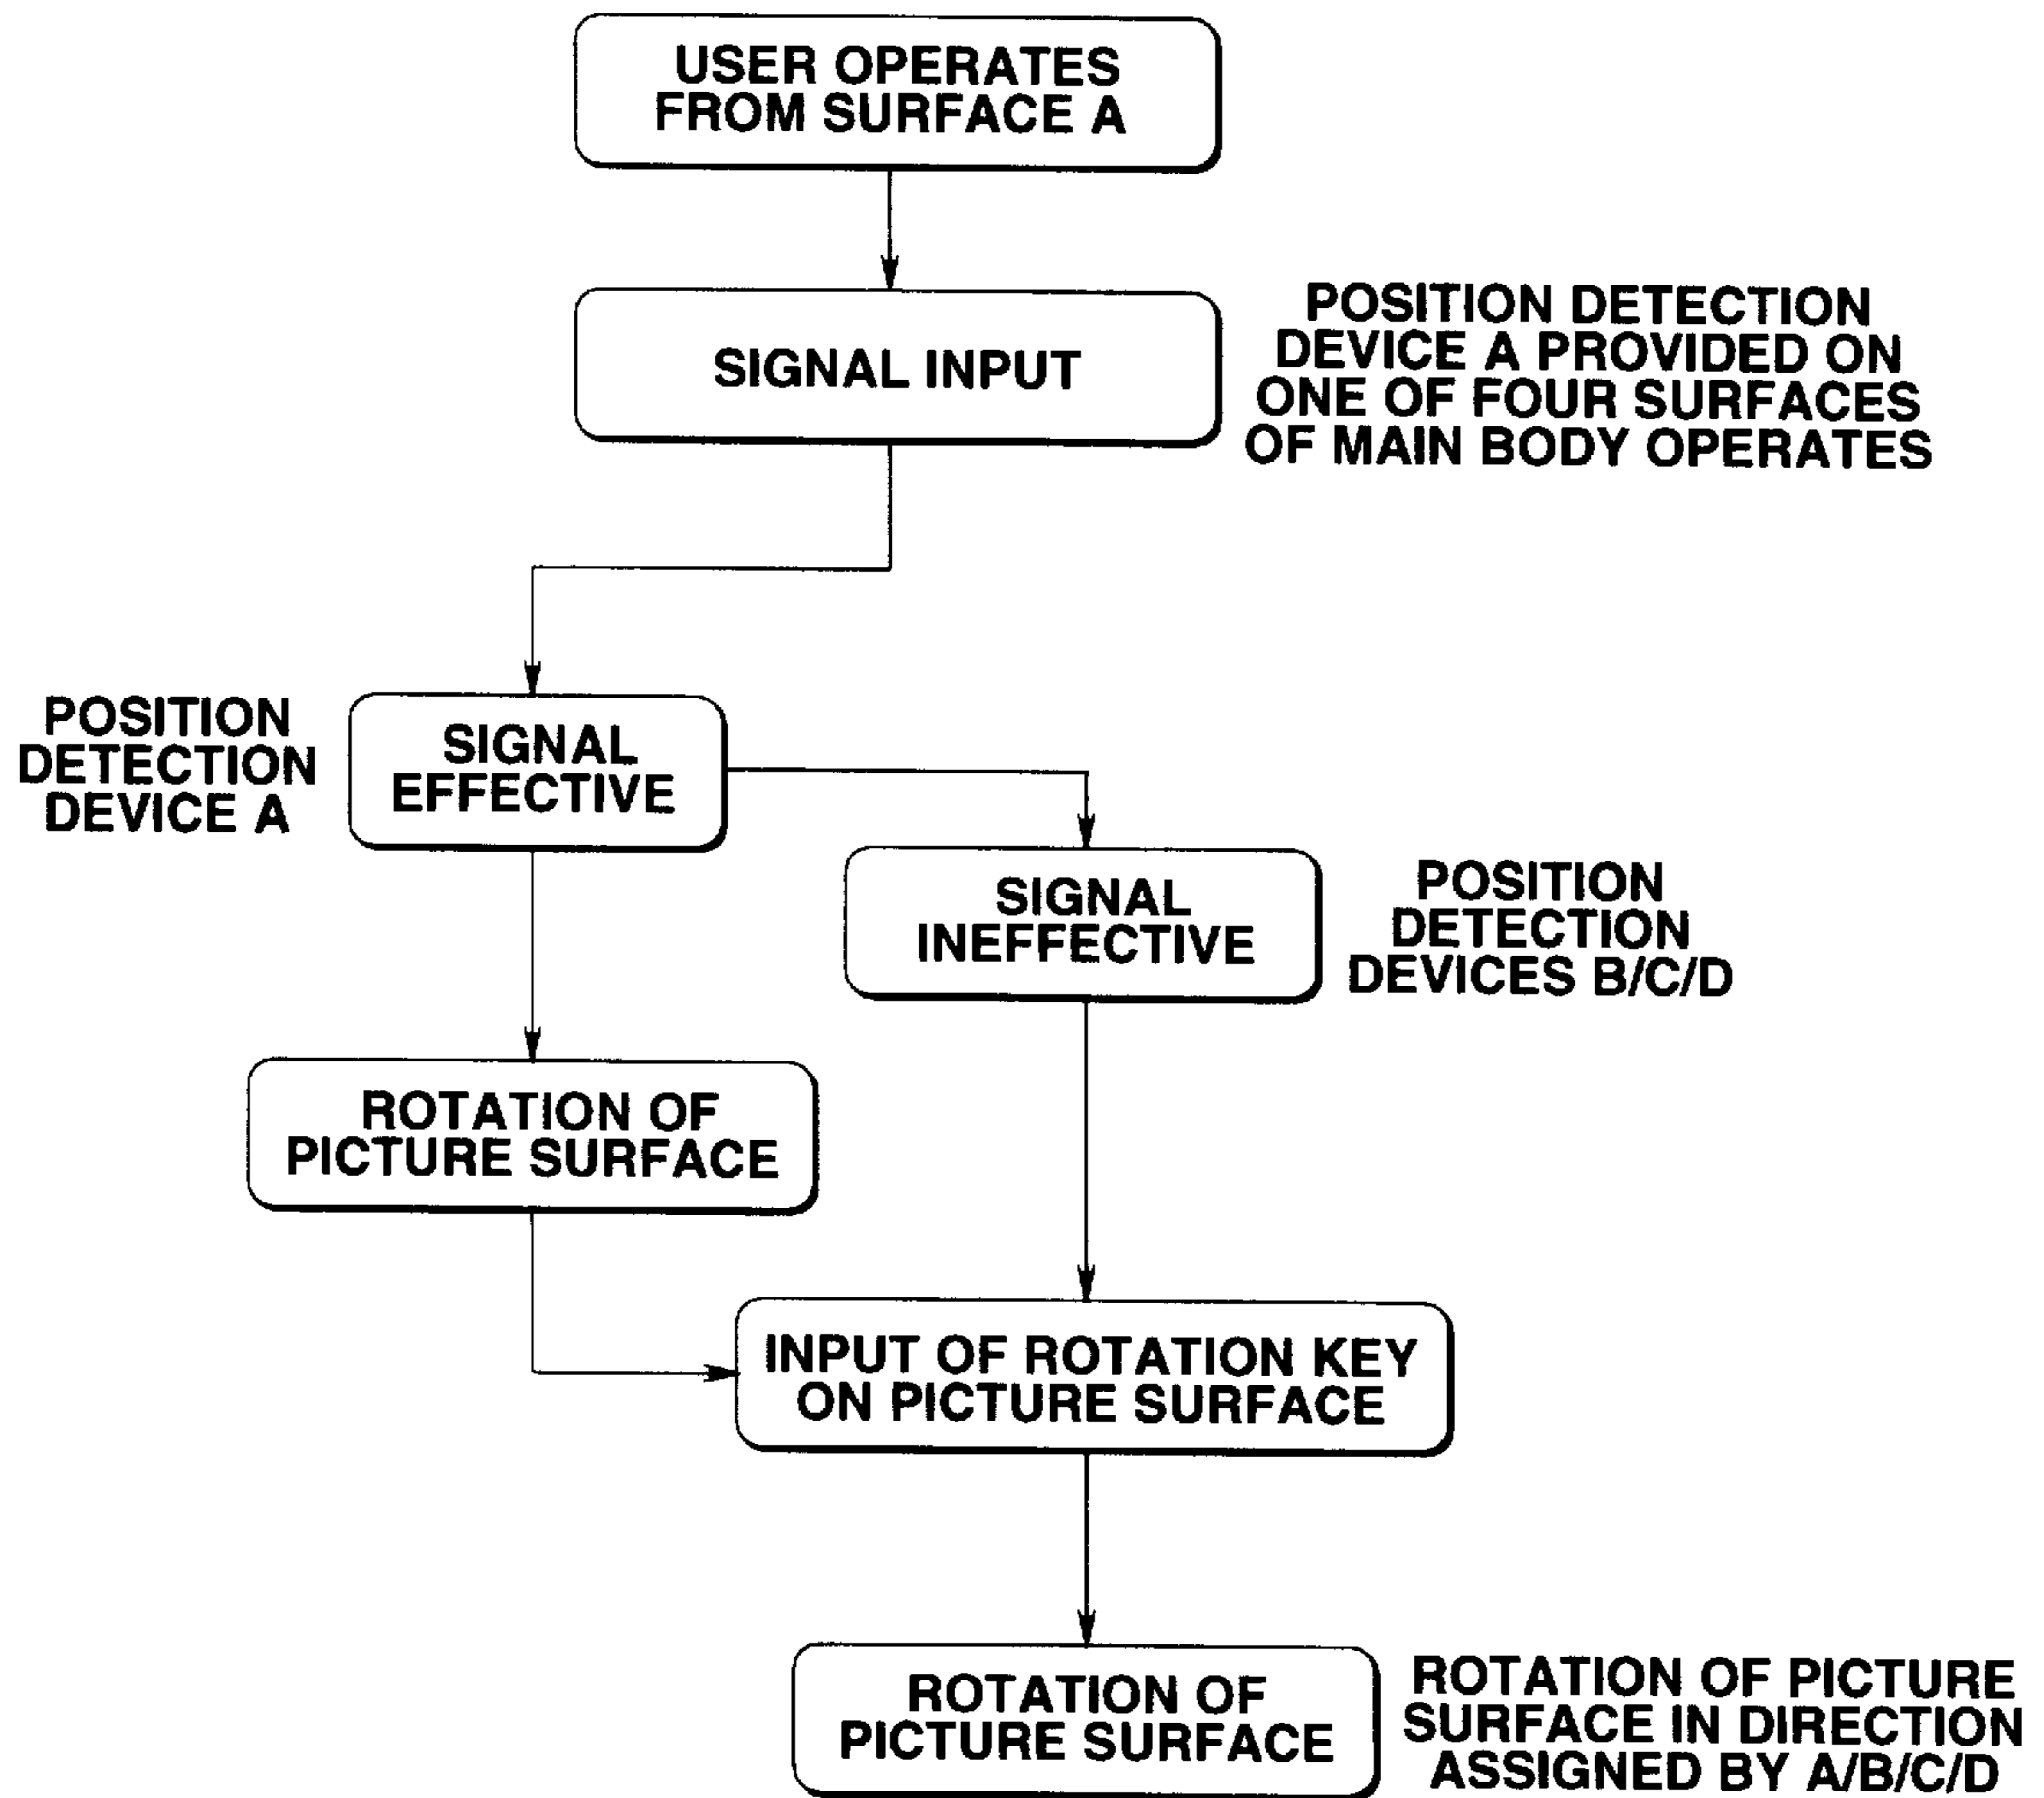 USER OPERATES
FROM SURFACE A
SIGNAL INPUT
POSITION DETECTION
DEVICE A PROVIDED ON
ONE OF FOUR SURFACES
OF MAIN BODY OPERATES
POSITION
DETECTION
DEVICE A
SIGNAL
EFFECTIVE
SIGNAL
INEFFECTIVE
POSITION
DETECTION
DEVICES B/C/D
ROTATION OF
PICTURE SURFACE
INPUT OF ROTATION KEY
ON PICTURE SURFACE
ROTATION OF
PICTURE SURFACE
ROTATION OF PICTURE
SURFACE IN DIRECTION
ASSIGNED BY A/B/C/D